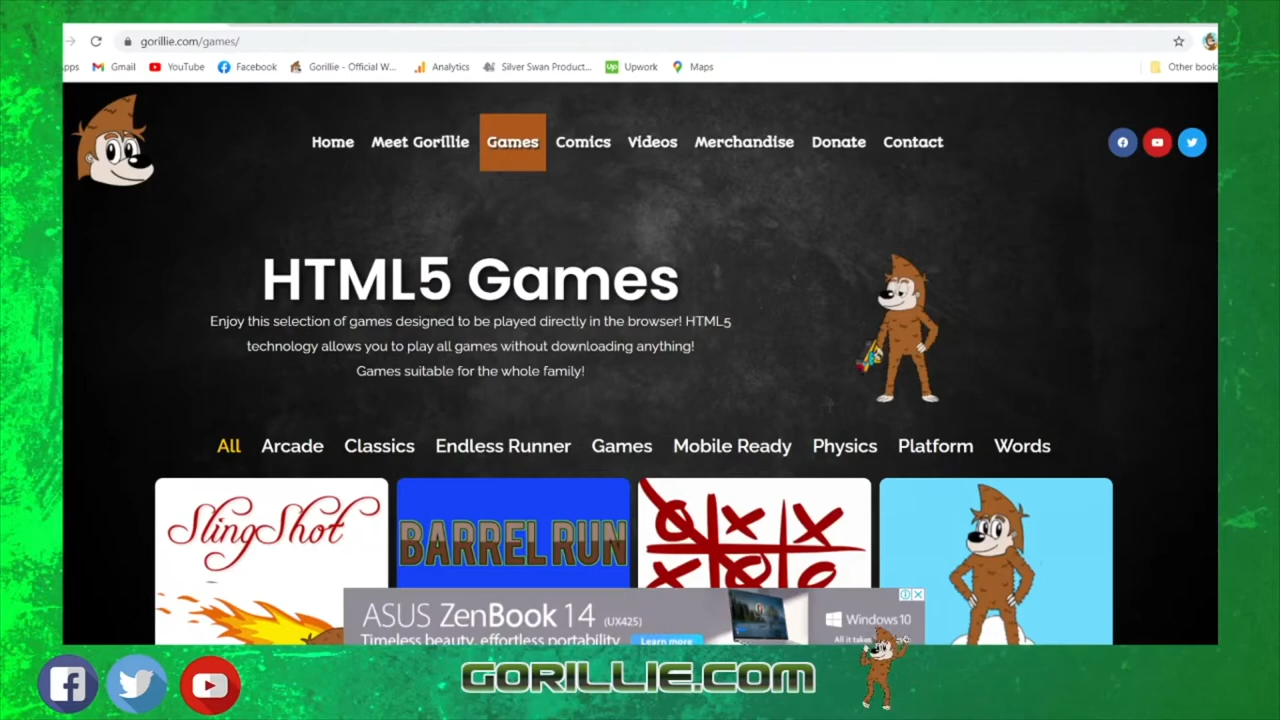 gorillie.com/games/
Gmail YouTube Facebook Gorillie - Official W... Analytics Silver Swan Product... Upwork Maps Other book
Home Meet Gorillie Games Comics Videos Merchandise Donate Contact
HTML5 Games
Enjoy this selection of games designed to be played directly in the browser! HTML5
technology allows you to play all games without downloading anything!
Games suitable for the whole family!
All Arcade Classics Endless Runner Games Mobile Ready Physics Platform Words
SlingShot
BARREL RUN
ASUS ZenBook 14 (UX425)
Windows 10
Timeless beauty, effortless portability
Learn more
GORILLIE.COM